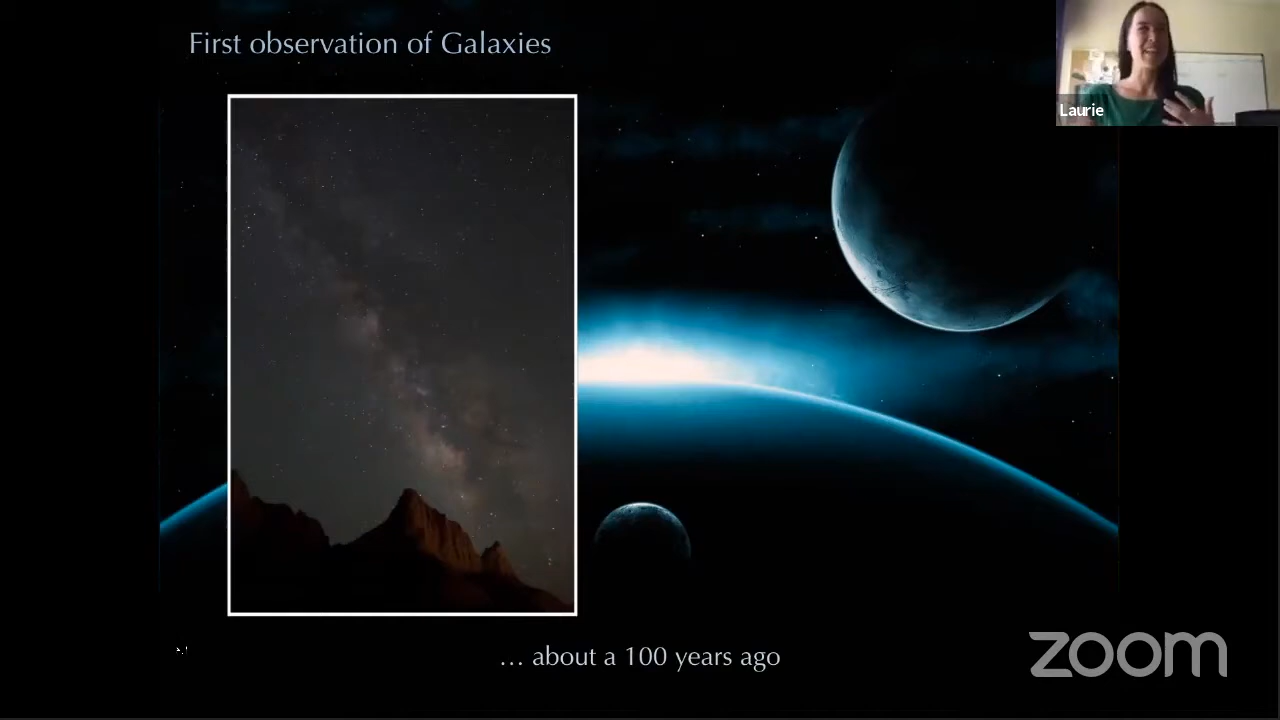 First observation of Galaxies
Laurie
... about a 100 years ago
zoom